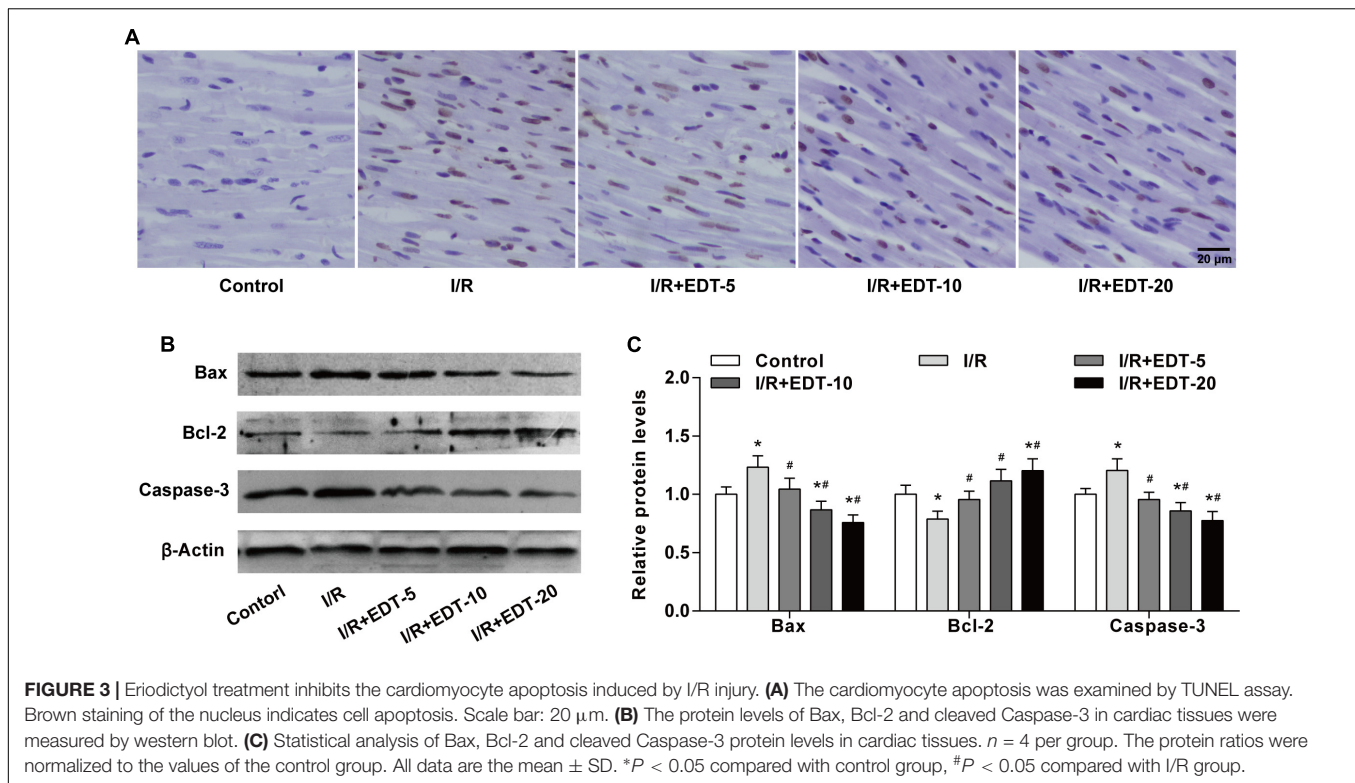 A
20 µm
Control I/R I/R+EDT-5 I/R+EDT-10 I/R+EDT-20
B
Bax
Bcl-2
Caspase-3
β-Actin
Contorl I/R I/R+EDT-5 I/R+EDT-10 I/R+EDT-20
C
Control I/R I/R+EDT-5
I/R+EDT-10 I/R+EDT-20
Relative protein levels
2.0
1.5
1.0
0.5
0.0
* # *# *# * # # *# * # *# *#
Bax Bcl-2 Caspase-3
FIGURE 3 | Eriodictyol treatment inhibits the cardiomyocyte apoptosis induced by I/R injury. (A) The cardiomyocyte apoptosis was examined by TUNEL assay.
Brown staining of the nucleus indicates cell apoptosis. Scale bar: 20 μm. (B) The protein levels of Bax, Bcl-2 and cleaved Caspase-3 in cardiac tissues were
measured by western blot. (C) Statistical analysis of Bax, Bcl-2 and cleaved Caspase-3 protein levels in cardiac tissues. n = 4 per group. The protein ratios were
normalized to the values of the control group. All data are the mean ± SD. *P < 0.05 compared with control group, #P < 0.05 compared with I/R group.